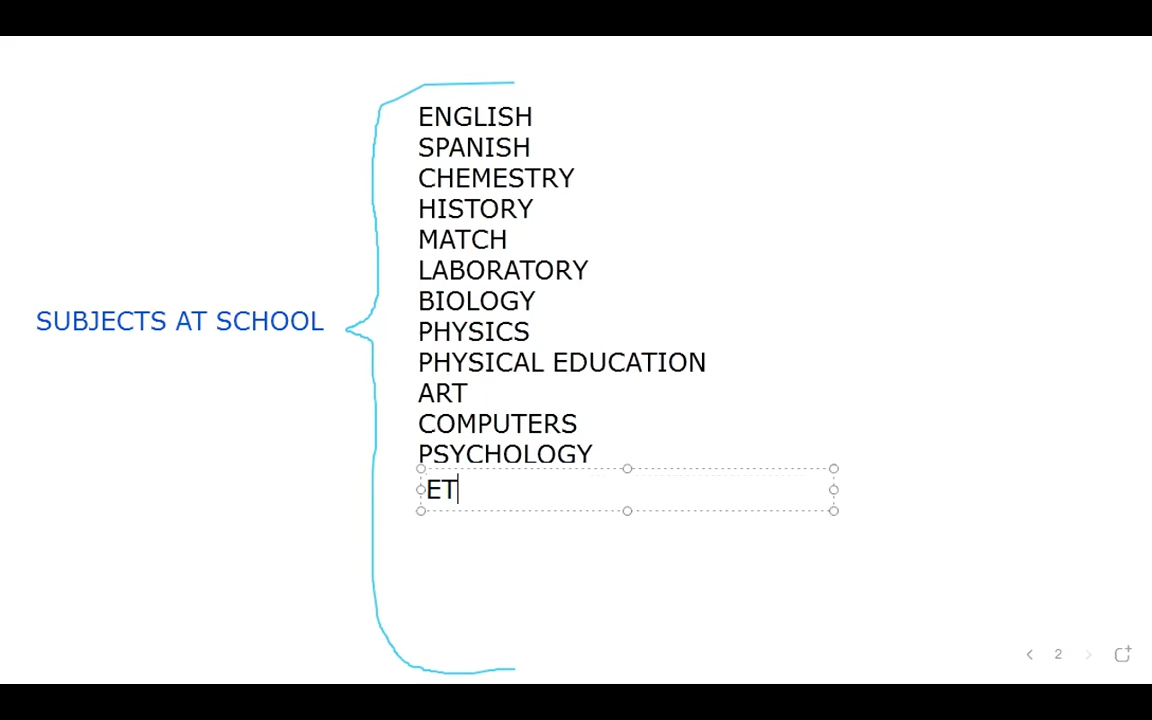 SUBJECTS AT SCHOOL
ENGLISH
SPANISH
CHEMESTRY
HISTORY
MATCH
LABORATORY
BIOLOGY
PHYSICS
PHYSICAL EDUCATION
ART
COMPUTERS
PSYCHOLOGY
ET
2